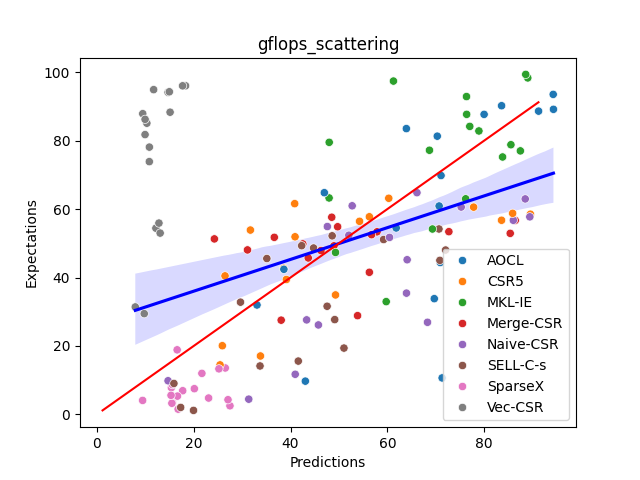 gflops_scattering
Expectations
100
80
60
40
20
0
0 20 40 60 80
Predictions
AOCL
CSR5
MKL-IE
Merge-CSR
Naive-CSR
SELL-C-s
SparseX
Vec-CSR